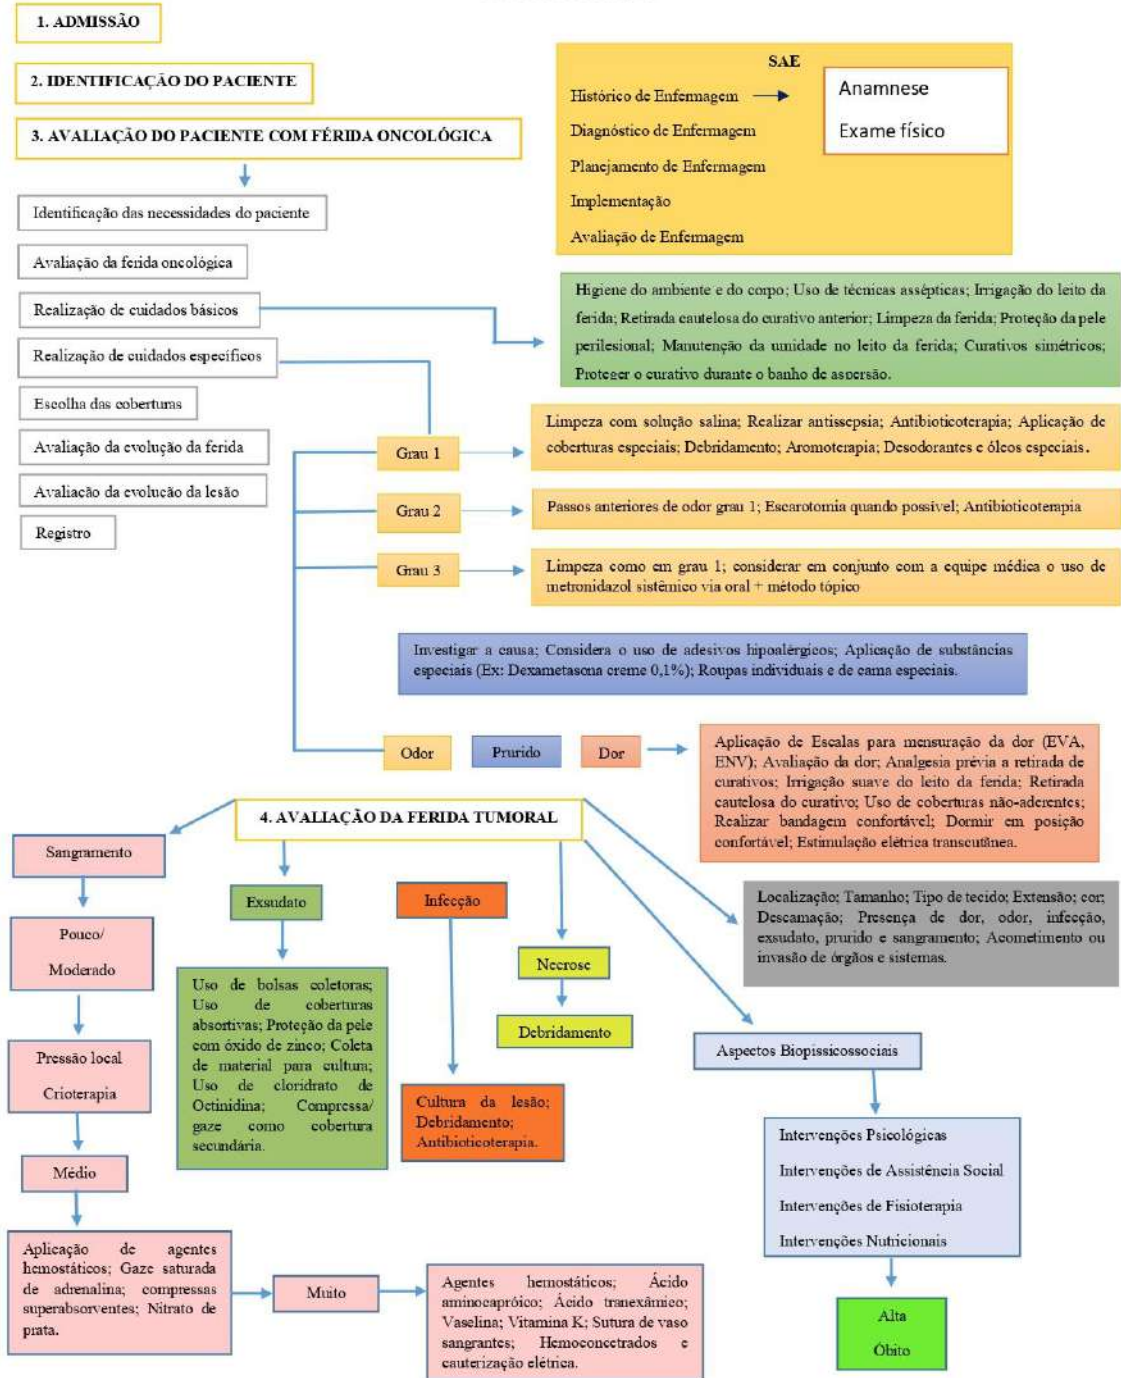 1. ADMISSÃO
2. IDENTIFICAÇÃO DO PACIENTE
3. AVALIAÇÃO DO PACIENTE COM FÉRIDA ONCOLÓGICA
SAE
Histórico de Enfermagem
Anamnese
Exame físico
Diagnóstico de Enfermagem
Planejamento de Enfermagem
Implementação
Avaliação de Enfermagem
Identificação das necessidades do paciente
Avaliação da ferida oncológica
Realização de cuidados básicos
Realização de cuidados específicos
Escolha das coberturas
Avaliação da evolução da ferida
Avaliação da evolução da lesão
Registro
Higiene do ambiente e do corpo; Uso de técnicas assépticas; Irrigação do leito da
ferida; Retirada cautelosa do curativo anterior; Limpeza da ferida; Proteção da pele
perilesional; Manutenção da umidade no leito da ferida; Curativos simétricos;
Proteger o curativo durante o banho de aspersão.
Grau 1
Limpeza com solução salina; Realizar antissepsia; Antibioticoterapia; Aplicação de
coberturas especiais; Debridamento; Aromoterapia; Desodorantes e óleos especiais.
Grau 2
Passos anteriores de odor grau 1; Escarotomia quando possível; Antibioticoterapia
Grau 3
Limpeza como em grau 1; considerar em conjunto com a equipe médica o uso de
metronidazol sistêmico via oral + método tópico
Investigar a causa; Considera o uso de adesivos hipoalérgicos; Aplicação de substâncias
especiais (Ex: Dexametasona creme 0,1%); Roupas individuais e de cama especiais.
Odor
Prurido
Dor
Aplicação de Escalas para mensuração da dor (EVA,
ENV); Avaliação da dor; Analgesia prévia a retirada de
curativos; Irrigação suave do leito da ferida; Retirada
cautelosa do curativo; Uso de coberturas não-aderentes;
Realizar bandagem confortável; Dormir em posição
confortável; Estimulação elétrica transcutânea.
4. AVALIAÇÃO DA FERIDA TUMORAL
Sangramento
Pouco/
Moderado
Pressão local
Crioterapia
Médio
Aplicação de agentes
hemostáticos; Gaze saturada
de adrenalina; compressas
superabsorventes; Nitrato de
prata.
Muito
Agentes hemostáticos; Ácido
aminocapróico; Ácido tranexâmico;
Vaselina; Vitamina K; Sutura de vaso
sangrantes; Hemoconcetrados e
cauterização elétrica.
Exsudato
Uso de bolsas coletoras;
Uso de coberturas
absortivas; Proteção da pele
com óxido de zinco; Coleta
de material para cultura;
Uso de cloridrato de
Octinidina; Compressa/
gaze como cobertura
secundária.
Infecção
Cultura da lesão;
Debridamento;
Antibioticoterapia.
Necrose
Debridamento
Localização; Tamanho; Tipo de tecido; Extensão; cor;
Descamação; Presença de dor, odor, infecção,
exsudato, prurido e sangramento; Acometimento ou
invasão de órgãos e sistemas.
Aspectos Biopissicossociais
Intervenções Psicológicas
Intervenções de Assistência Social
Intervenções de Fisioterapia
Intervenções Nutricionais
Alta
Óbito